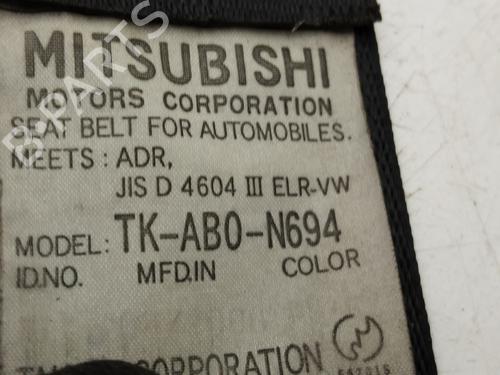 MITSUBISHI
MOTORS CORPORATION
SEAT BELT FOR AUTOMOBILES.
MEETS : ADR,
JIS D 4604 III ELR-VW
MODEL: TK-AB0-N694
ID.NO. MFD.IN COLOR
CORPORATION
B PARTS